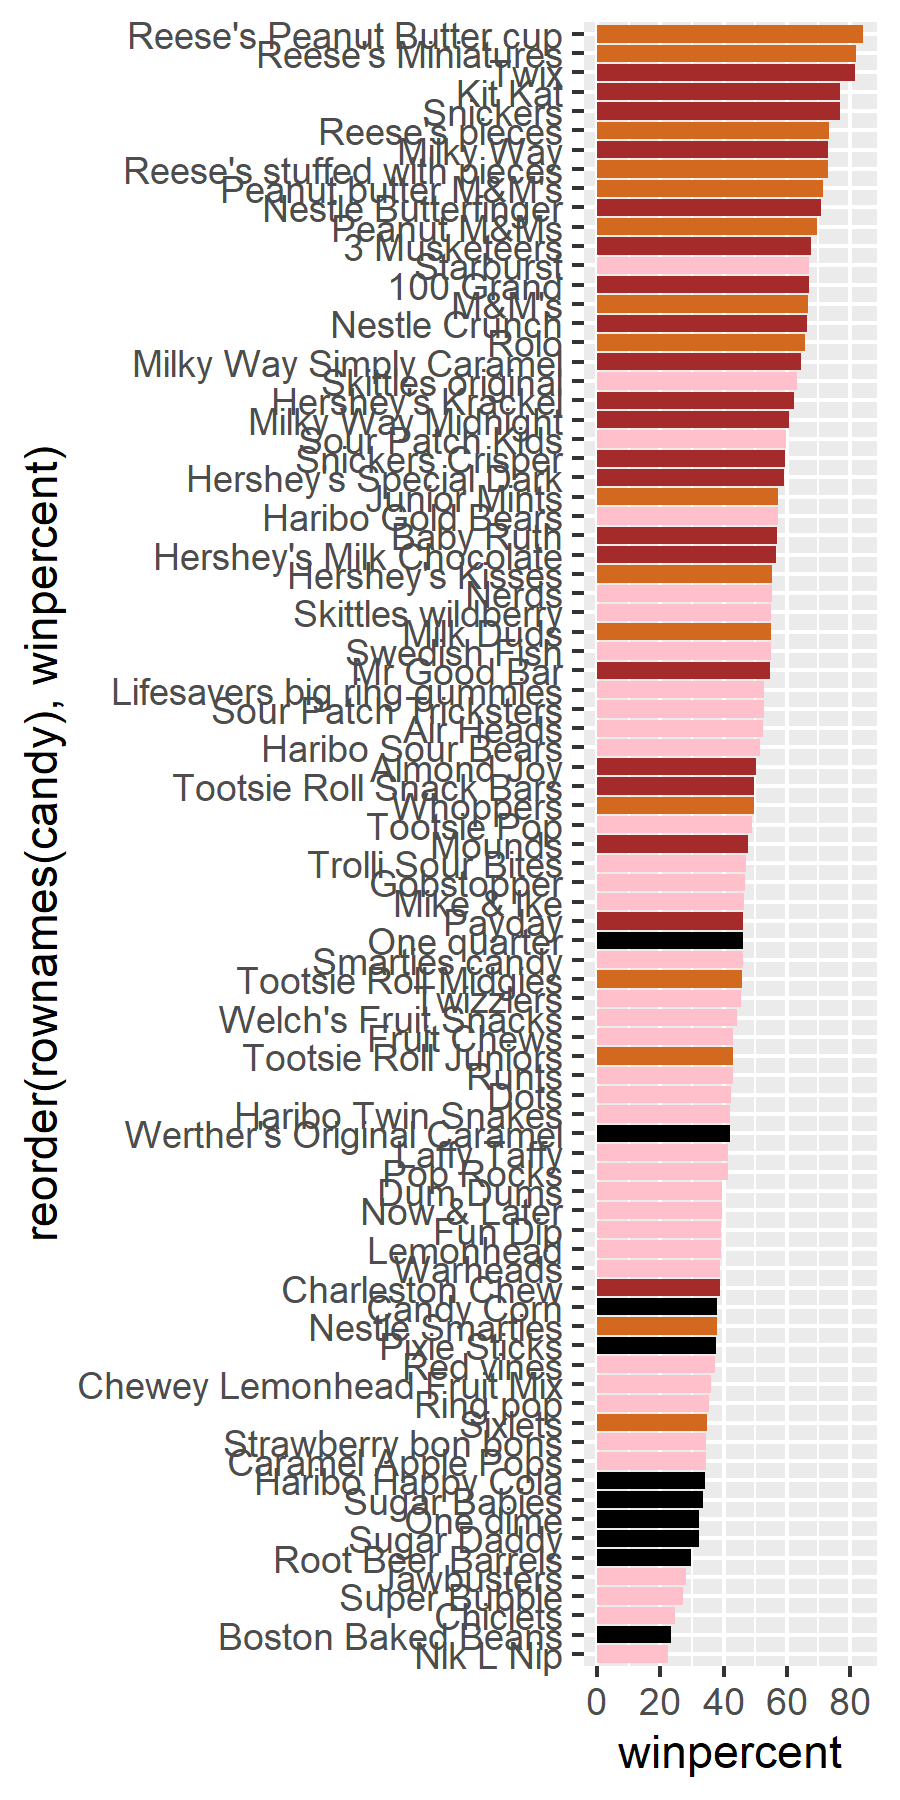 Reese's Peanut Butter cup
Reese's Miniatures
Twix
Kit Kat
Snickers
Reese's pieces
Milky Way
Reese's stuffed with pieces
Peanut butter M&M's
Nestle Butterfinger
Peanut M&Ms
3 Musketeers
Starburst
100 Grand
M&M's
Nestle Crunch
Rolo
Milky Way Simply Caramel
Skittles original
Hershey's Krackel
Milky Way Midnight
Sour Patch Kids
Snickers Crisper
Hershey's Special Dark
Junior Mints
Haribo Gold Bears
Baby Ruth
Hershey's Milk Chocolate
Hershey's Kisses
Nerds
Skittles wildberry
Milk Duds
Swedish Fish
Mr Good Bar
Lifesavers big ring gummies
Sour Patch Tricksters
Air Heads
Haribo Sour Bears
Almond Joy
Tootsie Roll Snack Bars
Whoppers
Tootsie Pop
Mounds
Trolli Sour Bites
Gobstopper
Mike & Ike
Payday
One quarter
Smarties candy
Tootsie Roll Midgies
Twizzlers
Welch's Fruit Snacks
Fruit Chews
Tootsie Roll Juniors
Runts
Dots
Haribo Twin Snakes
Werther's Original Caramel
Laffy Taffy
Pop Rocks
Dum Dums
Now & Later
Fun Dip
Lemonhead
Warheads
Charleston Chew
Candy Corn
Nestle Smarties
Pixie Sticks
Red vines
Chewey Lemonhead Fruit Mix
Ring pop
Sixlets
Strawberry bon bons
Caramel Apple Pops
Haribo Happy Cola
Sugar Babies
One dime
Sugar Daddy
Root Beer Barrels
Jawbusters
Super Bubble
Chiclets
Boston Baked Beans
Nik L Nip
reorder(rownames(candy), winpercent)
0 20 40 60 80
winpercent